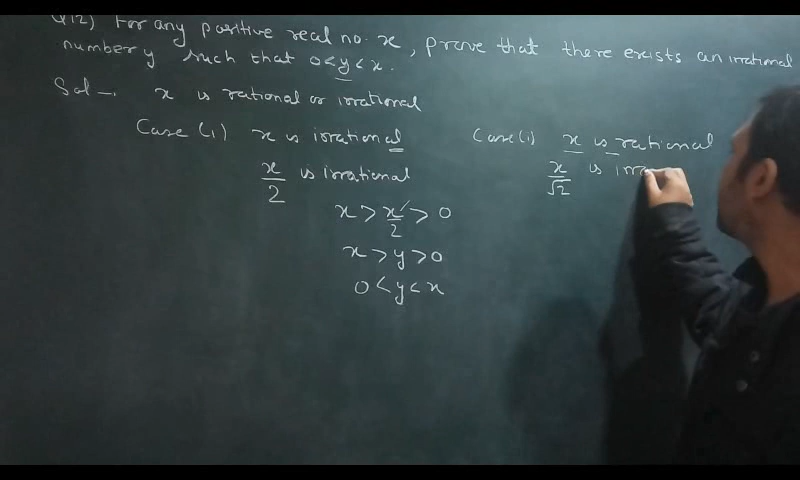 Q12) For any positive real no. x, prove that there exists an irrational
number y such that 0<y<x.
Sol -. x is rational or irrational
Case (1) x is irrational
x/2 is irrational
x > x/2 > 0
x > y > 0
0 < y < x
Case (i) x is rational
x/√2 is irra